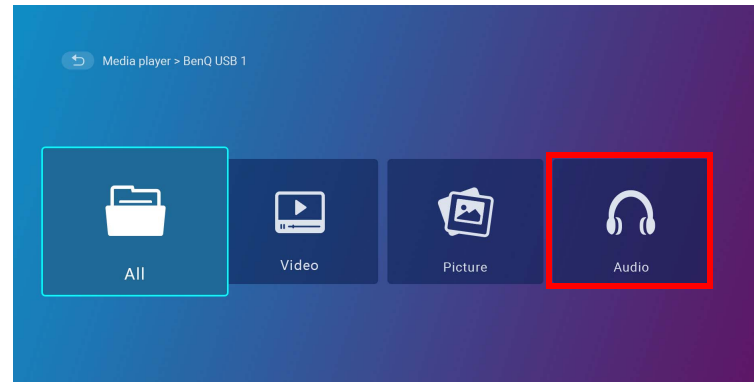 Media player > BenQ USB 1
All
Video
Picture
Audio